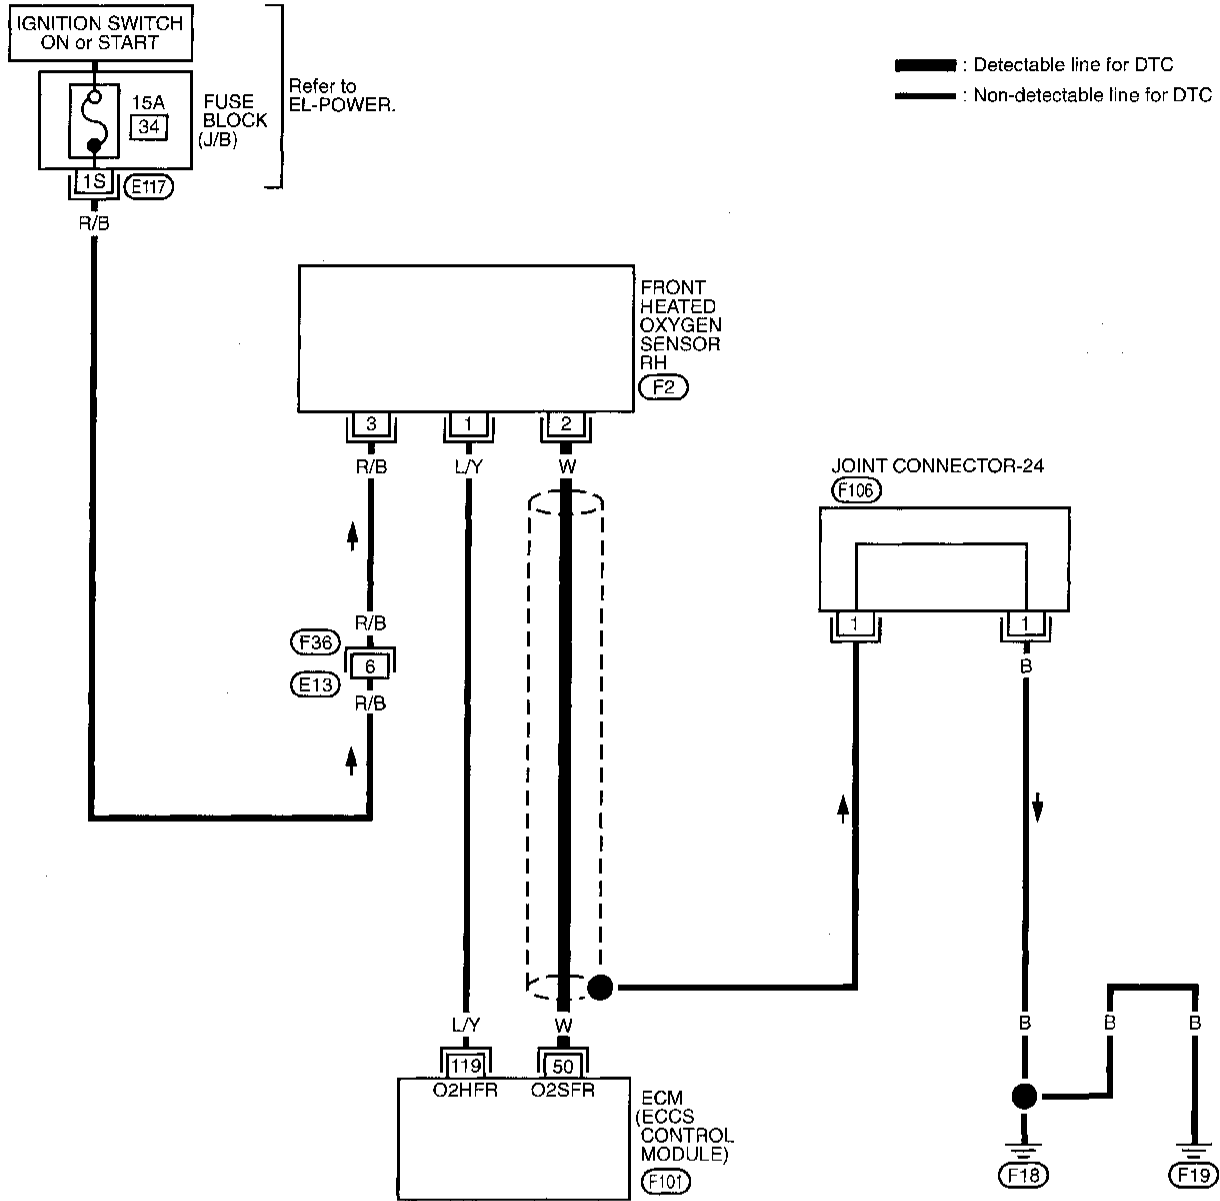 IGNITION SWITCH
ON or START
15A
34
FUSE
BLOCK
(J/B)
Refer to
EL-POWER.
1S
E117
R/B
: Detectable line for DTC
: Non-detectable line for DTC
FRONT
HEATED
OXYGEN
SENSOR
RH
F2
3
1
2
R/B
L/Y
W
JOINT CONNECTOR-24
F106
1
1
B
R/B
F36
6
E13
R/B
L/Y
W
B
B
B
119
50
O2HFR
O2SFR
ECM
(ECCS
CONTROL
MODULE)
F101
F18
F19